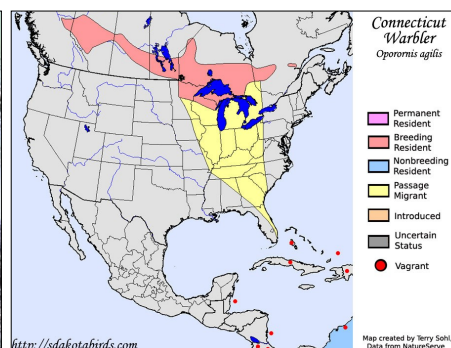 Connecticut
Warbler
Oporornis agilis
Permanent
Resident
Breeding
Resident
Nonbreeding
Resident
Passage
Migrant
Introduced
Uncertain
Status
Vagrant
http://sdakotabirds.com
Map created by Terry Sohl,
Data from NatureServe